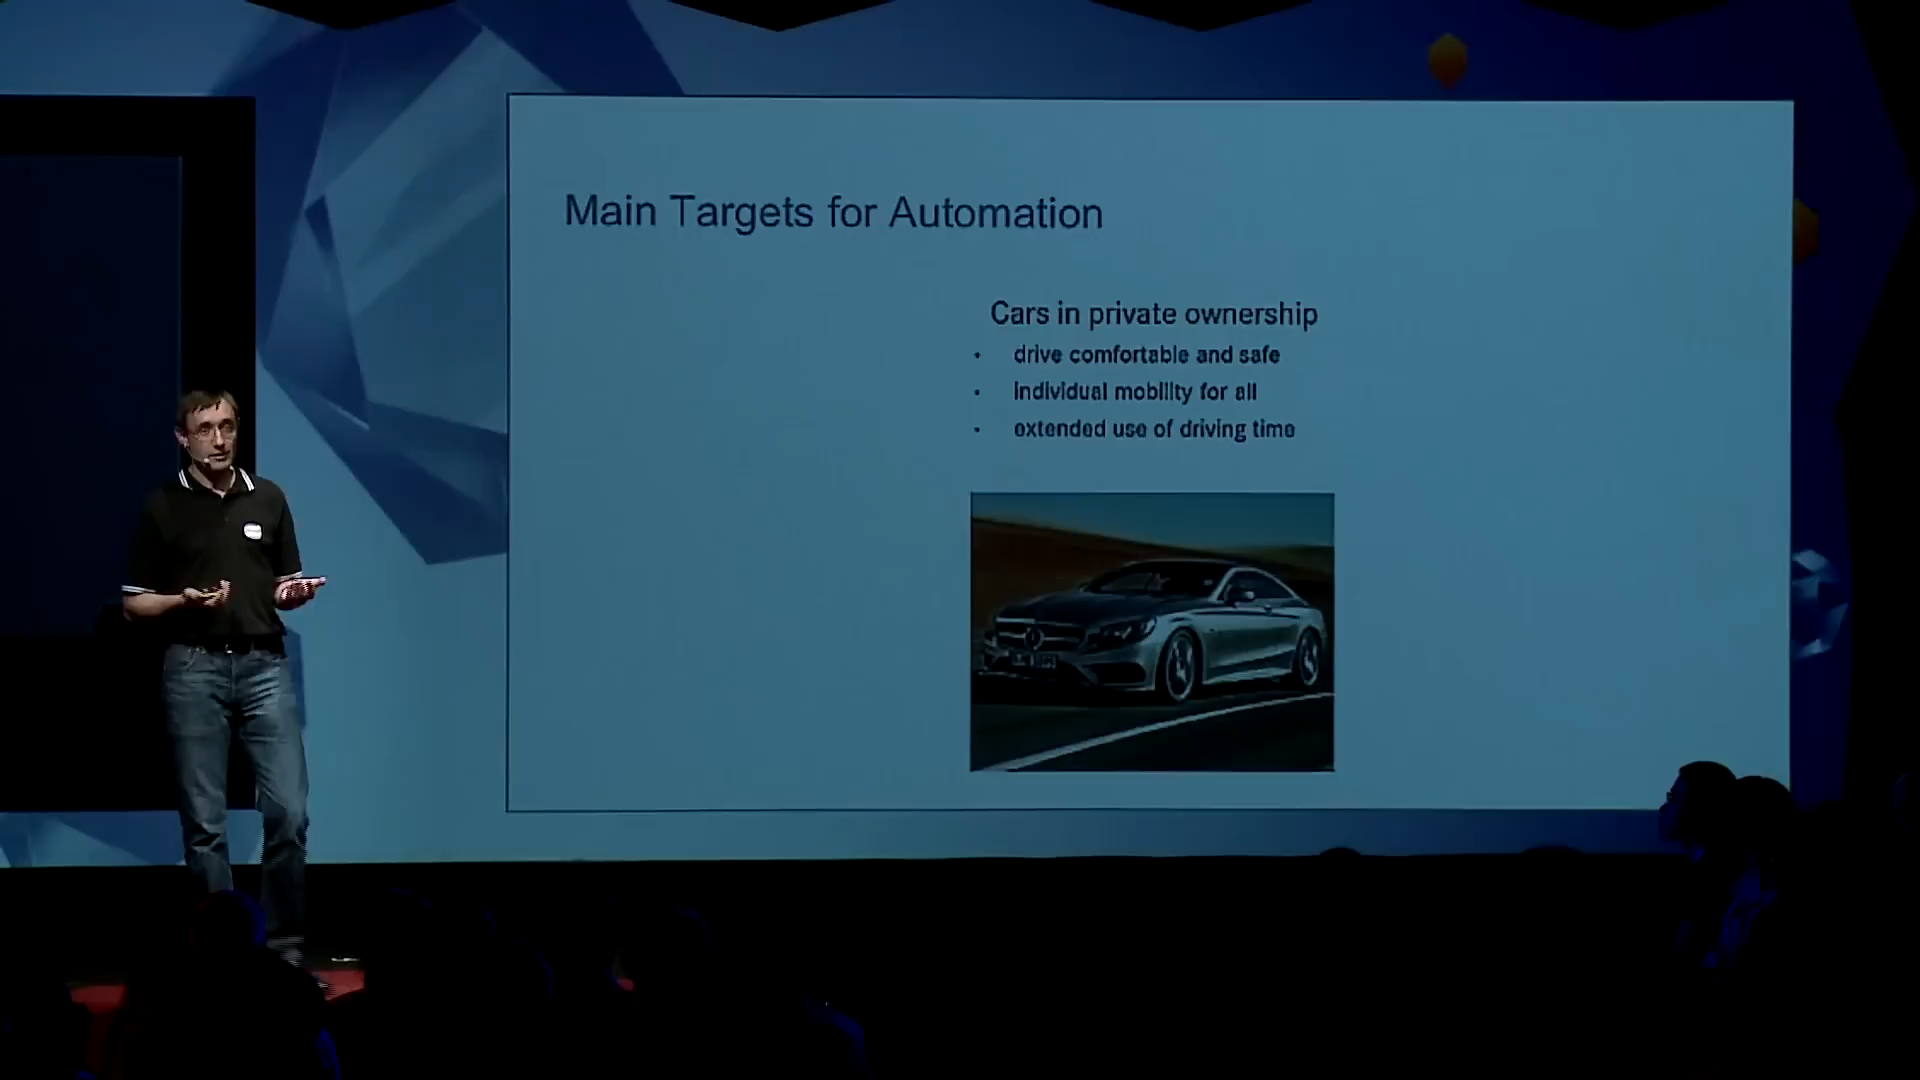 Main Targets for Automation
Cars in private ownership
• drive comfortable and safe
• individual mobility for all
• extended use of driving time